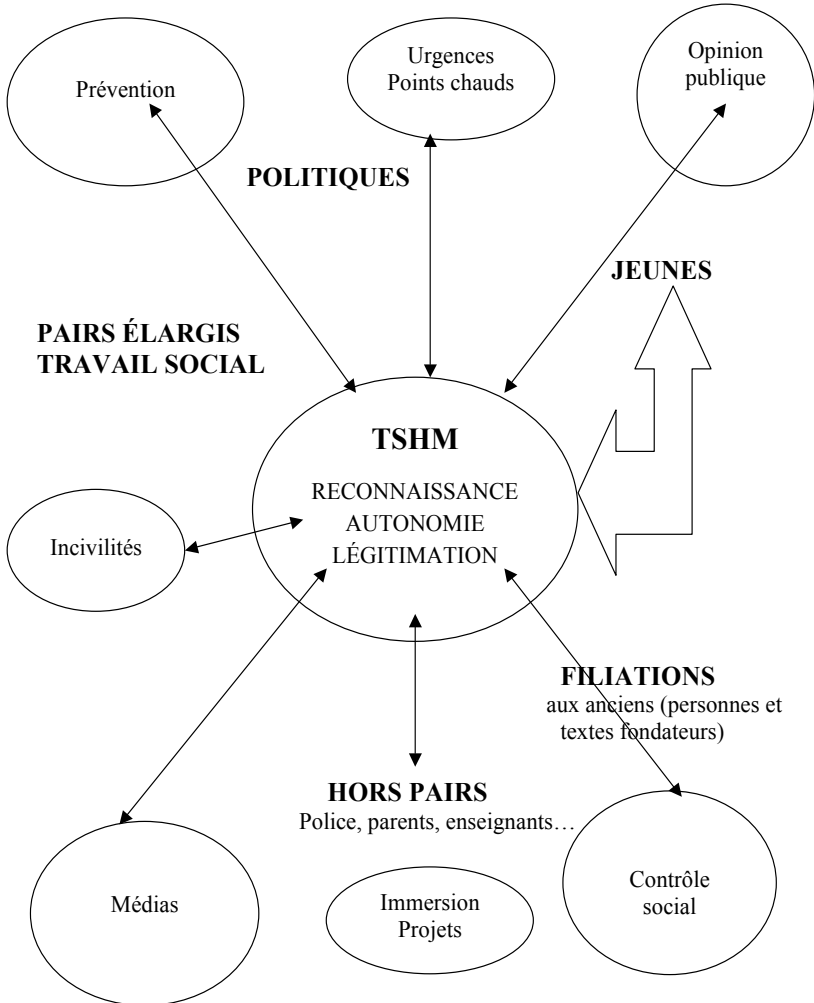 Prévention
Urgences
Points chauds
Opinion
publique
POLITIQUES
JEUNES
PAIRS ÉLARGIS
TRAVAIL SOCIAL
TSHM
RECONNAISSANCE
AUTONOMIE
LÉGITIMATION
Incivilités
FILIATIONS
aux anciens (personnes et
textes fondateurs)
HORS PAIRS
Police, parents, enseignants…
Médias
Immersion
Projets
Contrôle
social